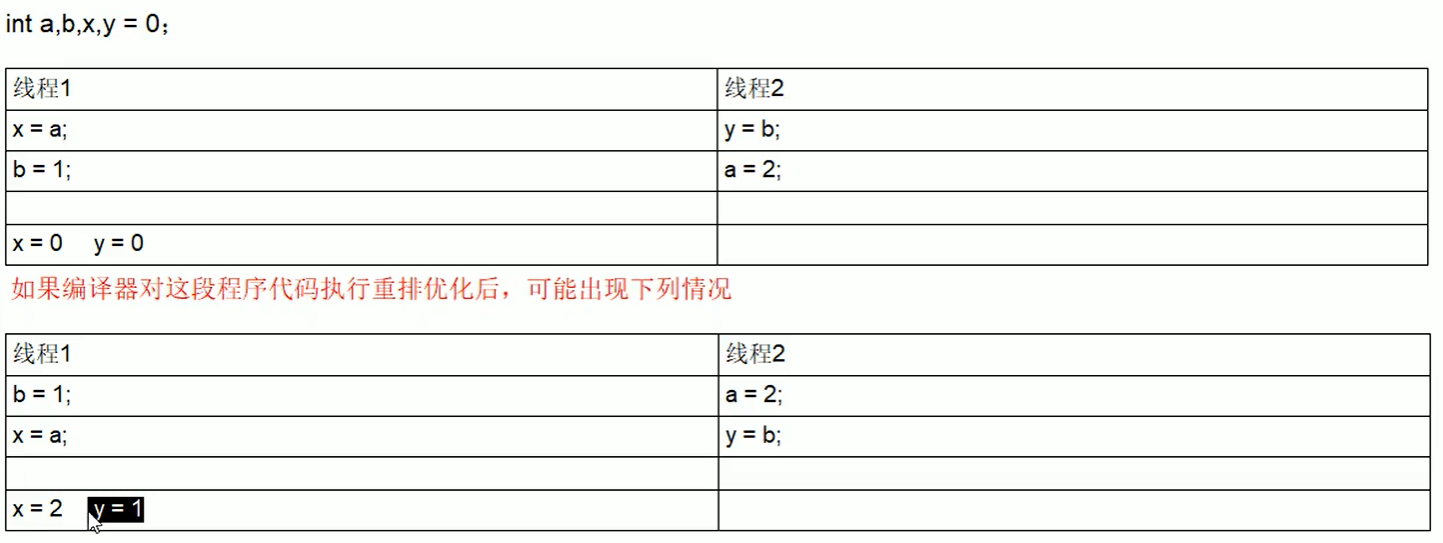 int a,b,x,y = 0；
线程1 线程2
x = a; y = b;
b = 1; a = 2;
x = 0 y = 0
如果编译器对这段程序代码执行重排优化后，可能出现下列情况
线程1 线程2
b = 1; a = 2;
x = a; y = b;
x = 2 y = 1